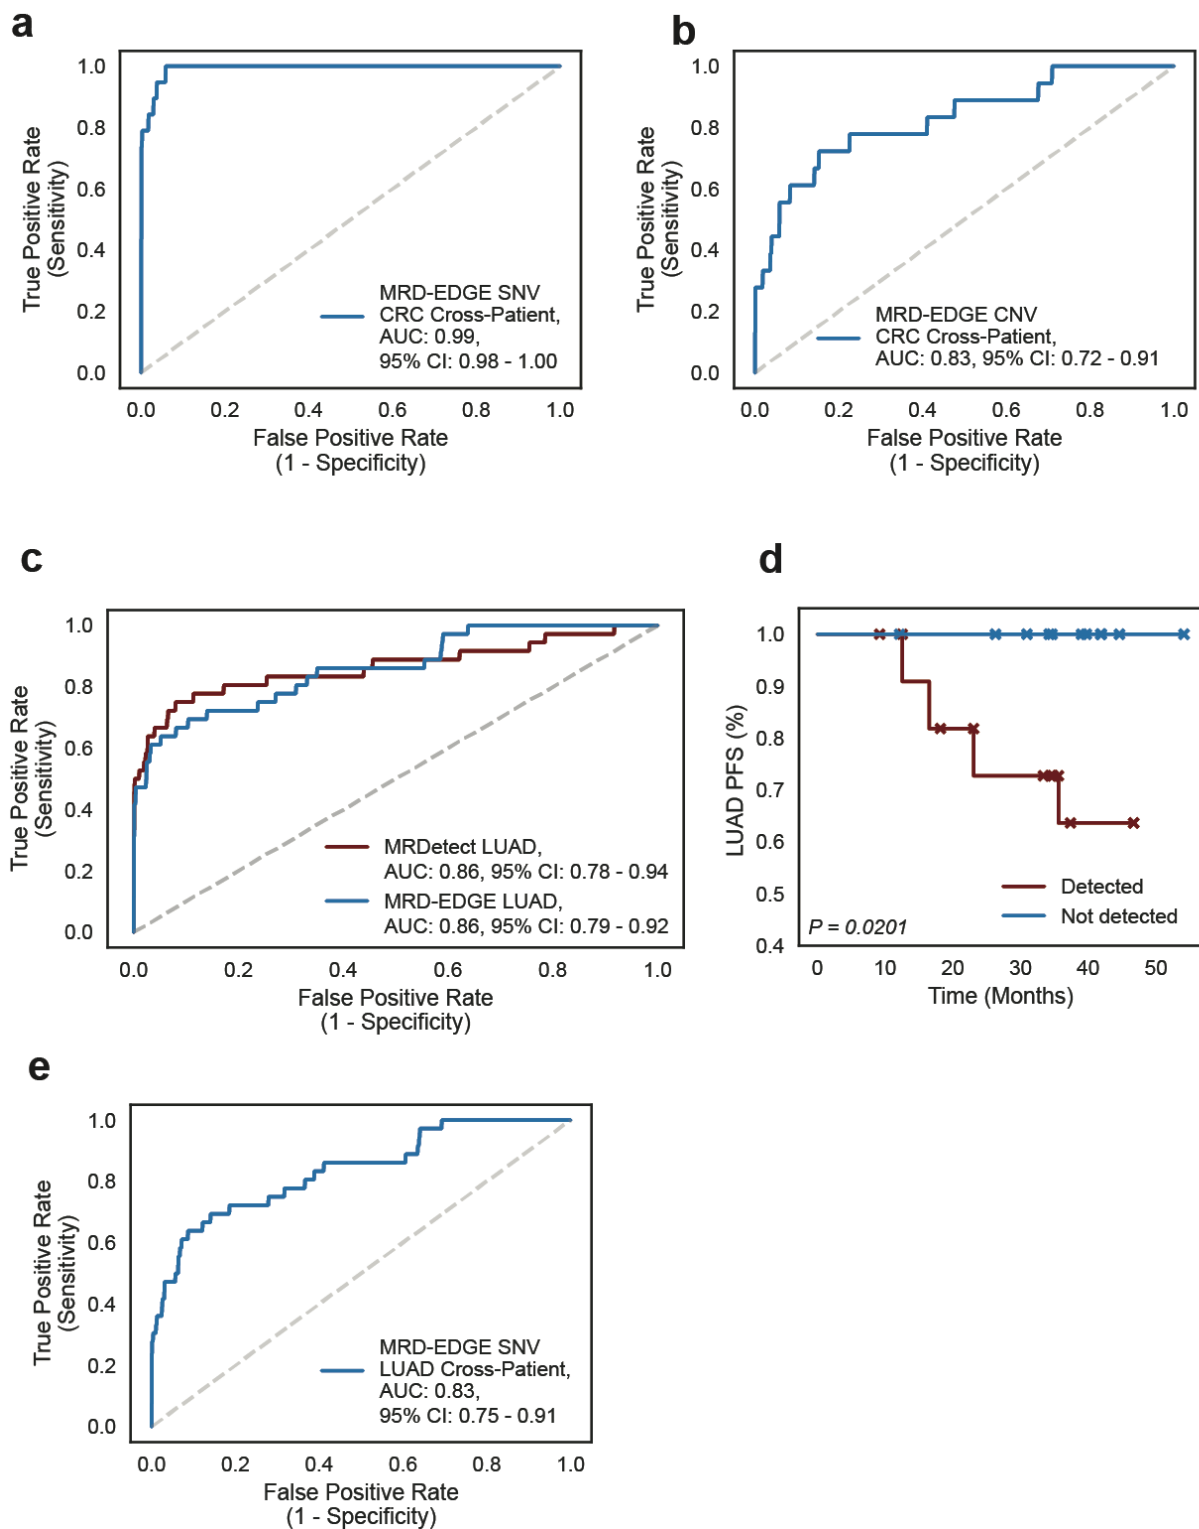 a
1.0
0.8
0.6
0.4
0.2
0.0
True Positive Rate
(Sensitivity)
MRD-EDGE SNV
CRC Cross-Patient,
AUC: 0.99,
95% CI: 0.98 - 1.00
0.0 0.2 0.4 0.6 0.8 1.0
False Positive Rate
(1 - Specificity)
b
1.0
0.8
0.6
0.4
0.2
0.0
True Positive Rate
(Sensitivity)
MRD-EDGE CNV
CRC Cross-Patient,
AUC: 0.83, 95% CI: 0.72 - 0.91
0.0 0.2 0.4 0.6 0.8 1.0
False Positive Rate
(1 - Specificity)
c
1.0
0.8
0.6
0.4
0.2
0.0
True Positive Rate
(Sensitivity)
MRDetect LUAD,
AUC: 0.86, 95% CI: 0.78 - 0.94
MRD-EDGE LUAD,
AUC: 0.86, 95% CI: 0.79 - 0.92
0.0 0.2 0.4 0.6 0.8 1.0
False Positive Rate
(1 - Specificity)
d
1.0
0.9
0.8
0.7
0.6
0.5
0.4
LUAD PFS (%)
Detected
Not detected
P = 0.0201
0 10 20 30 40 50
Time (Months)
e
1.0
0.8
0.6
0.4
0.2
0.0
True Positive Rate
(Sensitivity)
MRD-EDGE SNV
LUAD Cross-Patient,
AUC: 0.83,
95% CI: 0.75 - 0.91
0.0 0.2 0.4 0.6 0.8 1.0
False Positive Rate
(1 - Specificity)